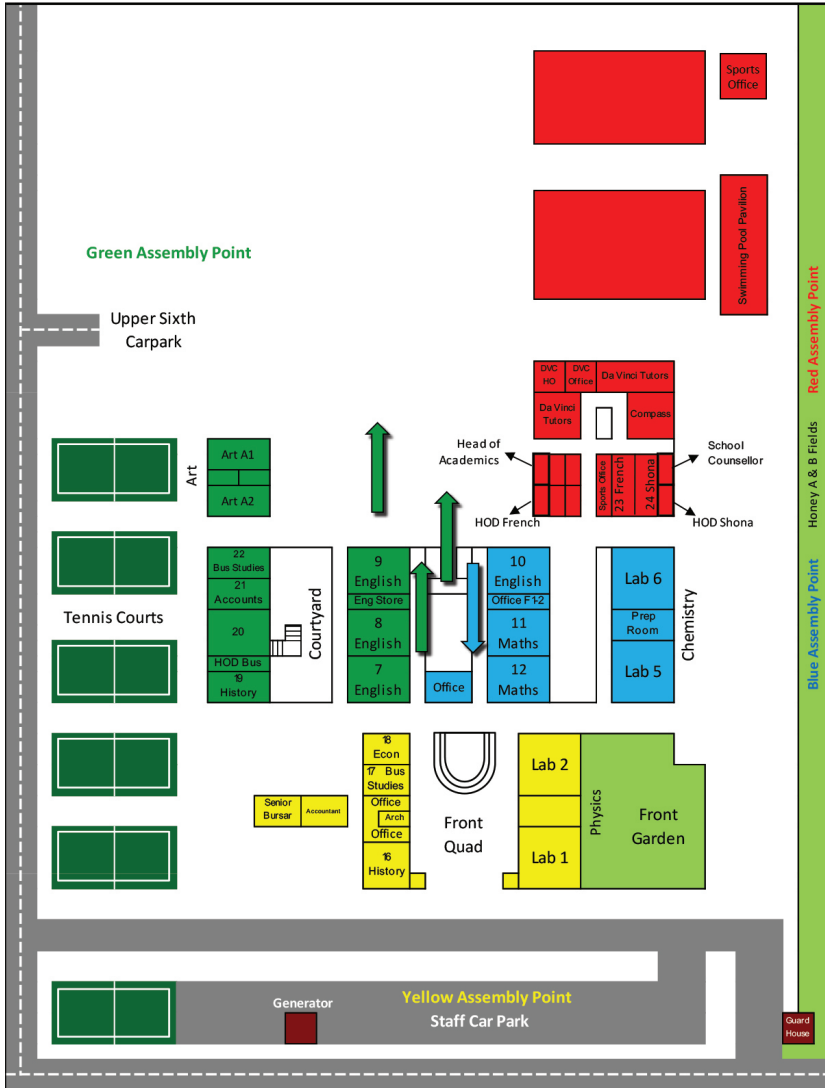 Sports
Office
Swimming Pool Pavilion
Green Assembly Point
Red Assembly Point
Upper Sixth
Carpark
DVC
HO
DVC
Office
Da Vinci Tutors
Da Vinci
Tutors
Compass
Head of
Academics
School
Counsellor
Art
Art A1
Art A2
Sports Office
23 French
24 Shona
HOD French
HOD Shona
Honey A & B Fields
22
Bus Studies
21
Accounts
20
HOD Bus
19
History
Tennis Courts
Courtyard
9
English
Eng Store
8
English
7
English
Office
10
English
Office F1-2
11
Maths
12
Maths
Lab 6
Prep
Room
Lab 5
Chemistry
Blue Assembly Point
18
Econ
17 Bus
Studies
Office
Arch
Office
16
History
Senior
Bursar
Accountant
Front
Quad
Lab 2
Lab 1
Physics
Front
Garden
Generator
Yellow Assembly Point
Staff Car Park
Guard
House